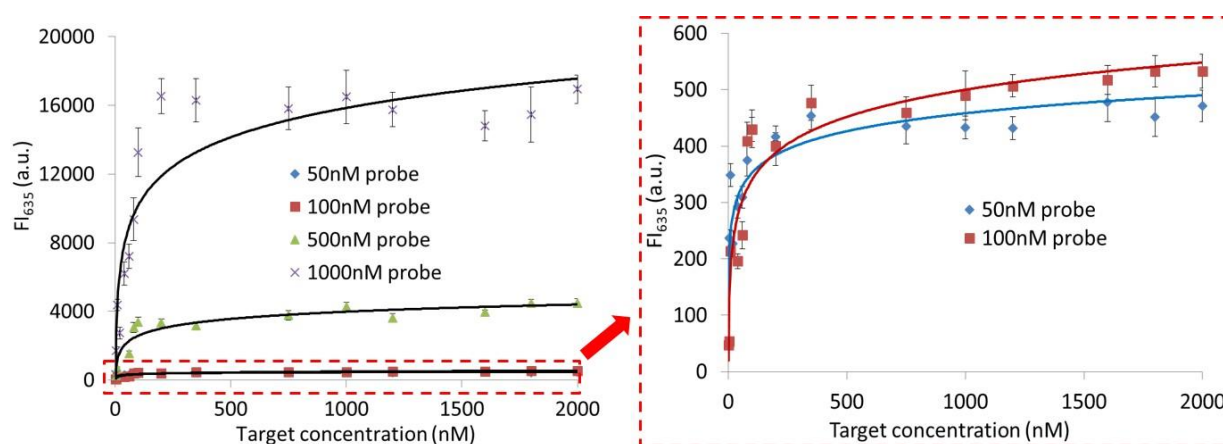 20000
16000
12000
8000
4000
0
FI635 (a.u.)
50nM probe
100nM probe
500nM probe
1000nM probe
0
500
1000
1500
2000
Target concentration (nM)
600
500
400
300
200
100
0
FI635 (a.u.)
50nM probe
100nM probe
0
500
1000
1500
2000
Target concentration (nM)